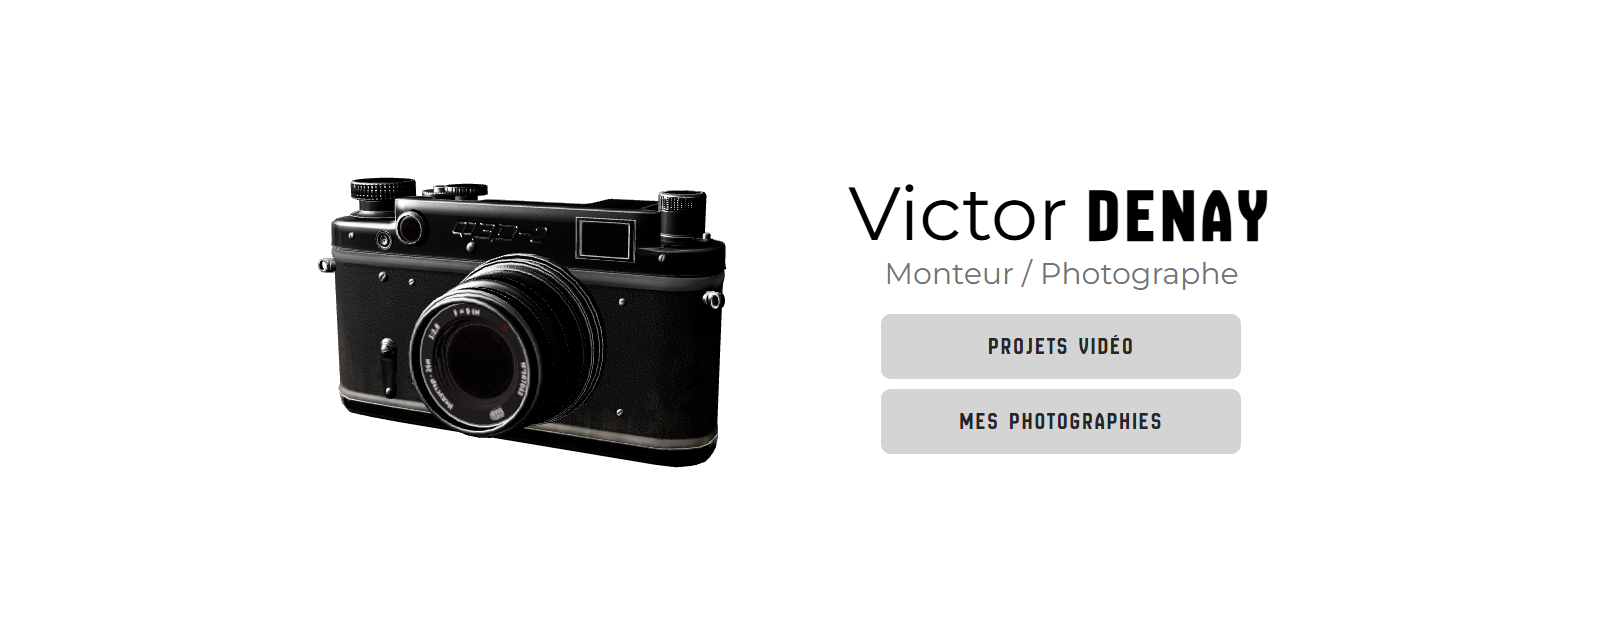 Victor DENAY
Monteur / Photographe
PROJETS VIDÉO
MES PHOTOGRAPHIES